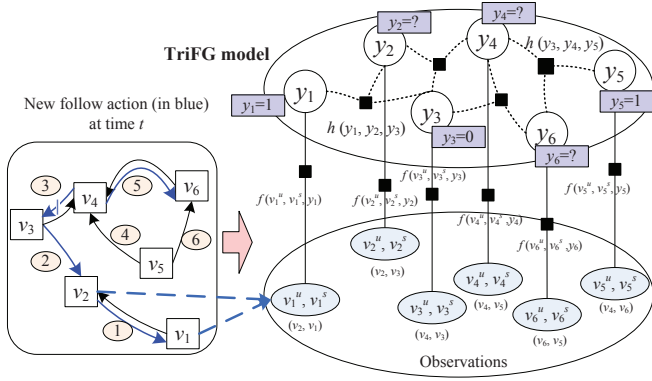 TriFG model
y₂=?
y₄=?
y₂
y₄
h (y₃, y₄, y₅)
y₁
y₅
y₁=1
y₃
y₅=1
h (y₁, y₂, y₃)
y₃=0
y₆
y₆=?
New follow action (in blue)
at time t
f(v₁ᵘ, v₁ˢ, y₁)
f(v₂ᵘ, v₂ˢ, y₂)
f(v₃ᵘ, v₃ˢ, y₃)
f(v₄ᵘ, v₄ˢ, y₄)
f(v₆ᵘ, v₆ˢ, y₆)
f(v₅ᵘ, v₅ˢ, y₅)
3
5
v₄
v₆
v₃
4
6
2
v₅
v₂
1
v₁
v₂ᵘ, v₂ˢ
(v₂, v₃)
v₄ᵘ, v₄ˢ
(v₄, v₅)
v₅ᵘ, v₅ˢ
(v₄, v₆)
v₁ᵘ, v₁ˢ
(v₂, v₁)
v₃ᵘ, v₃ˢ
(v₄, v₃)
v₆ᵘ, v₆ˢ
(v₆, v₅)
Observations